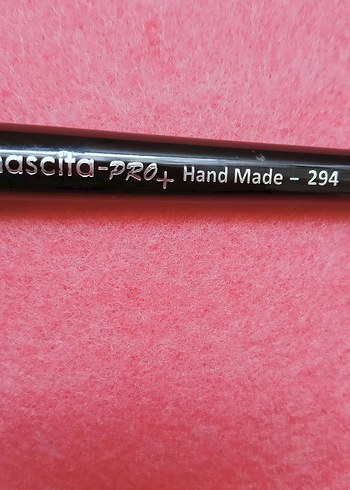 nascita-PRO+ Hand Made – 294